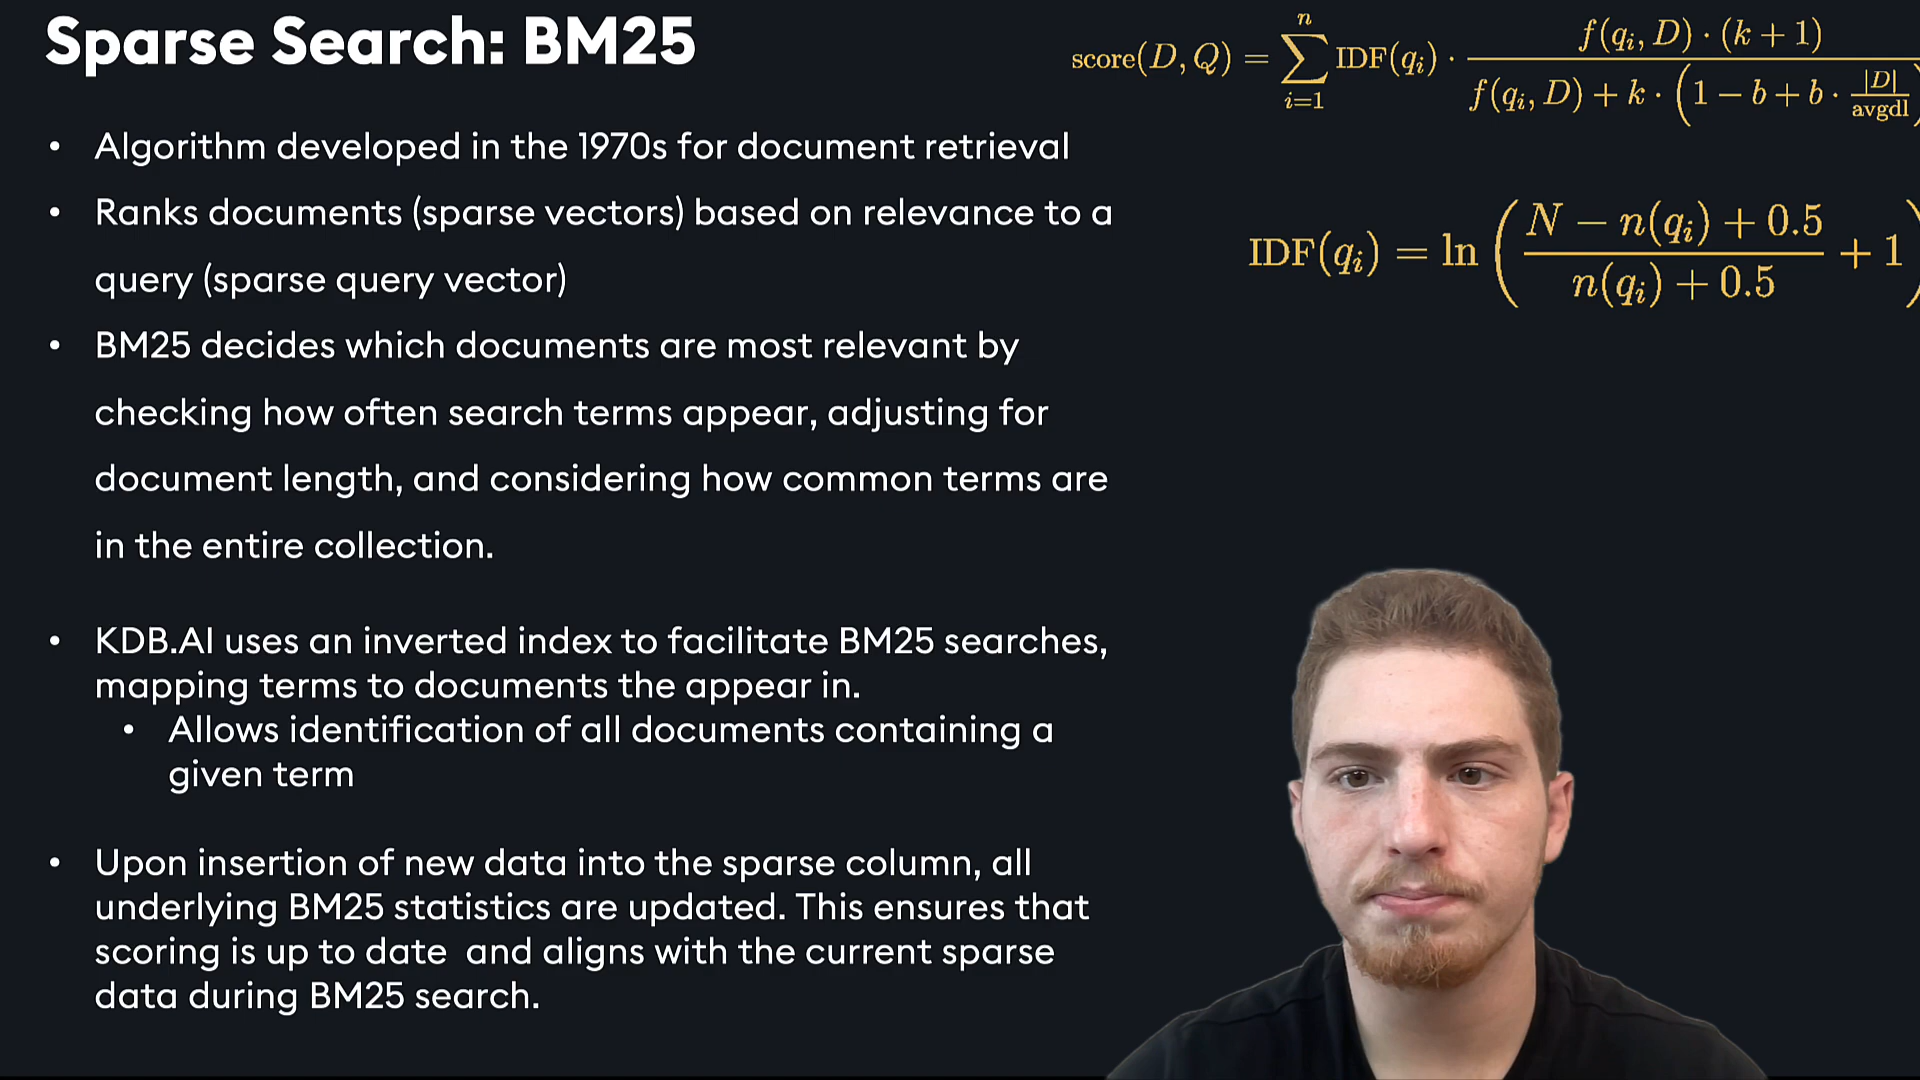 Sparse Search: BM25
score(D, Q) = \sum_{i=1}^{n} IDF(q_i) · \frac{f(q_i, D) · (k + 1)}{f(q_i, D) + k · (1 − b + b · \frac{|D|}{avgdl})}
• Algorithm developed in the 1970s for document retrieval
• Ranks documents (sparse vectors) based on relevance to a
query (sparse query vector)
IDF(q_i) = ln (\frac{N − n(q_i) + 0.5}{n(q_i) + 0.5} + 1)
• BM25 decides which documents are most relevant by
checking how often search terms appear, adjusting for
document length, and considering how common terms are
in the entire collection.
• KDB.AI uses an inverted index to facilitate BM25 searches,
mapping terms to documents the appear in.
• Allows identification of all documents containing a
given term
• Upon insertion of new data into the sparse column, all
underlying BM25 statistics are updated. This ensures that
scoring is up to date  and aligns with the current sparse
data during BM25 search.